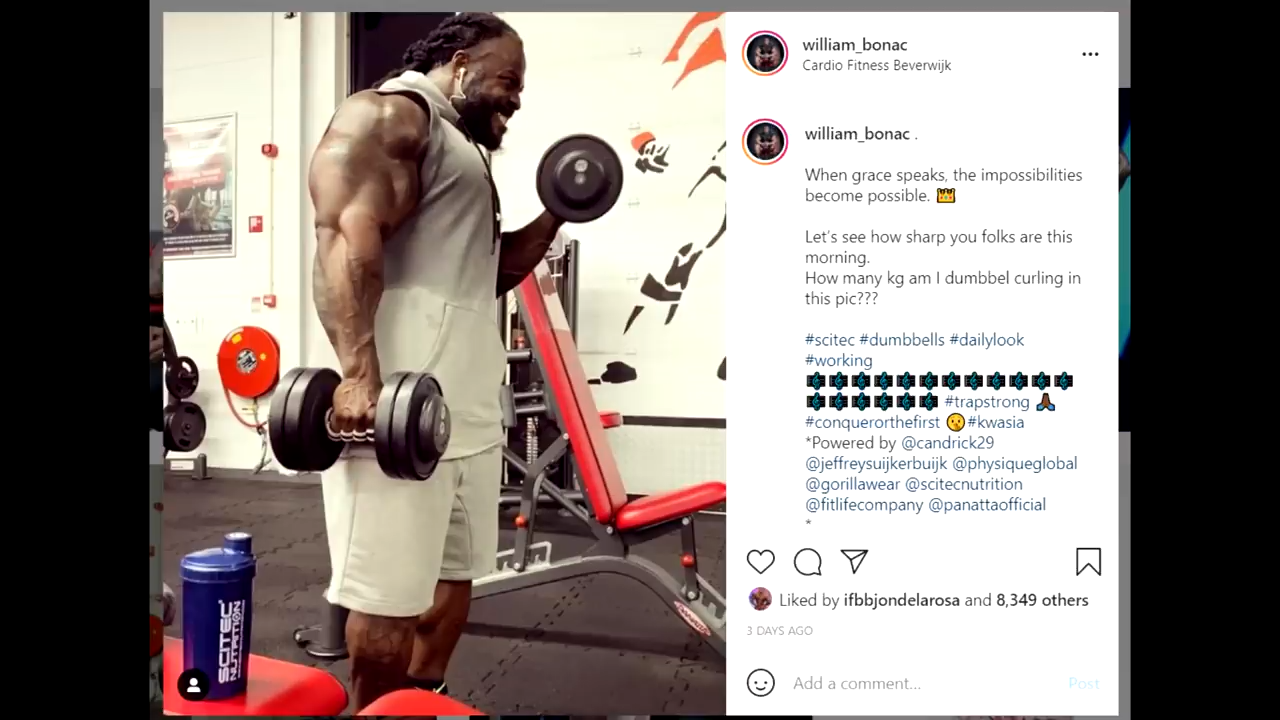 william_bonac
Cardio Fitness Beverwijk
william_bonac .
When grace speaks, the impossibilities
become possible. 👑
Let's see how sharp you folks are this
morning.
How many kg am I dumbbel curling in
this pic???
#scitec #dumbbells #dailylook
#working
🎼🎼🎼🎼🎼🎼🎼🎼🎼🎼🎼🎼
🎼🎼🎼🎼🎼🎼 #trapstrong 🙏🏾
#conquerorthefirst 🤫 #kwasia
*Powered by @candrick29
@jeffreysuijkerbuijk @physiqueglobal
@gorillawear @scitecnutrition
@fitlifecompany @panattaofficial
*
Liked by ifbbjondelarosa and 8,349 others
3 DAYS AGO
Add a comment...
Post
SCITEC
NUTRITION